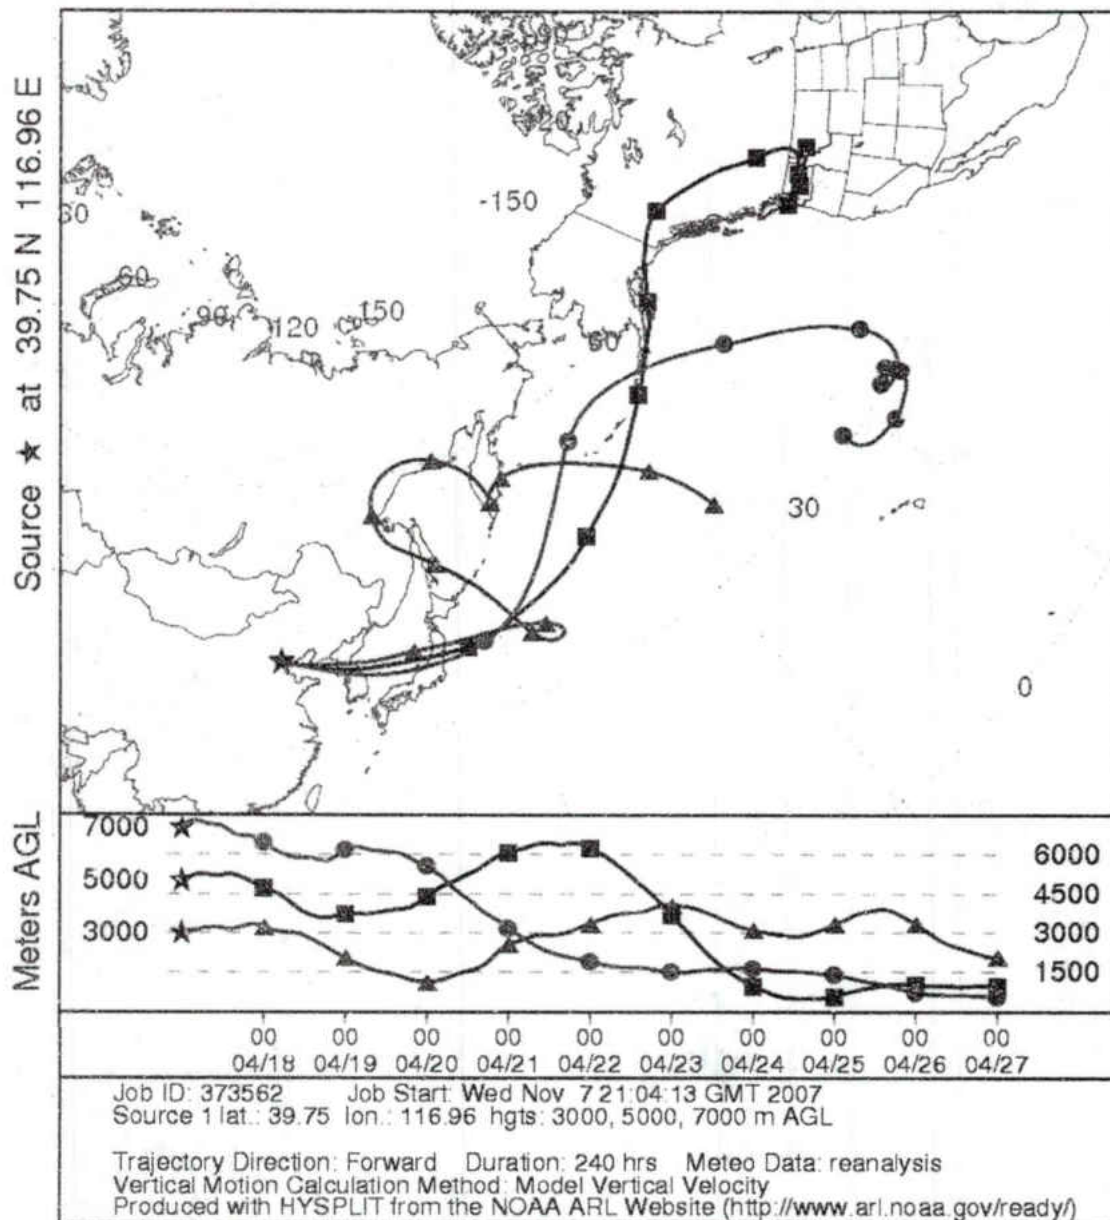 Source ★ at 39.75 N 116.96 E
-150
60
90
120
150
60
30
0
Meters AGL
7000
5000
3000
6000
4500
3000
1500
00 00 00 00 00 00 00 00 00 00
04/18 04/19 04/20 04/21 04/22 04/23 04/24 04/25 04/26 04/27
Job ID: 373562 Job Start: Wed Nov 7 21:04:13 GMT 2007
Source 1 lat.: 39.75 lon.: 116.96 hgts: 3000, 5000, 7000 m AGL
Trajectory Direction: Forward Duration: 240 hrs Meteo Data: reanalysis
Vertical Motion Calculation Method: Model Vertical Velocity
Produced with HYSPLIT from the NOAA ARL Website (http://www.arl.noaa.gov/ready/)